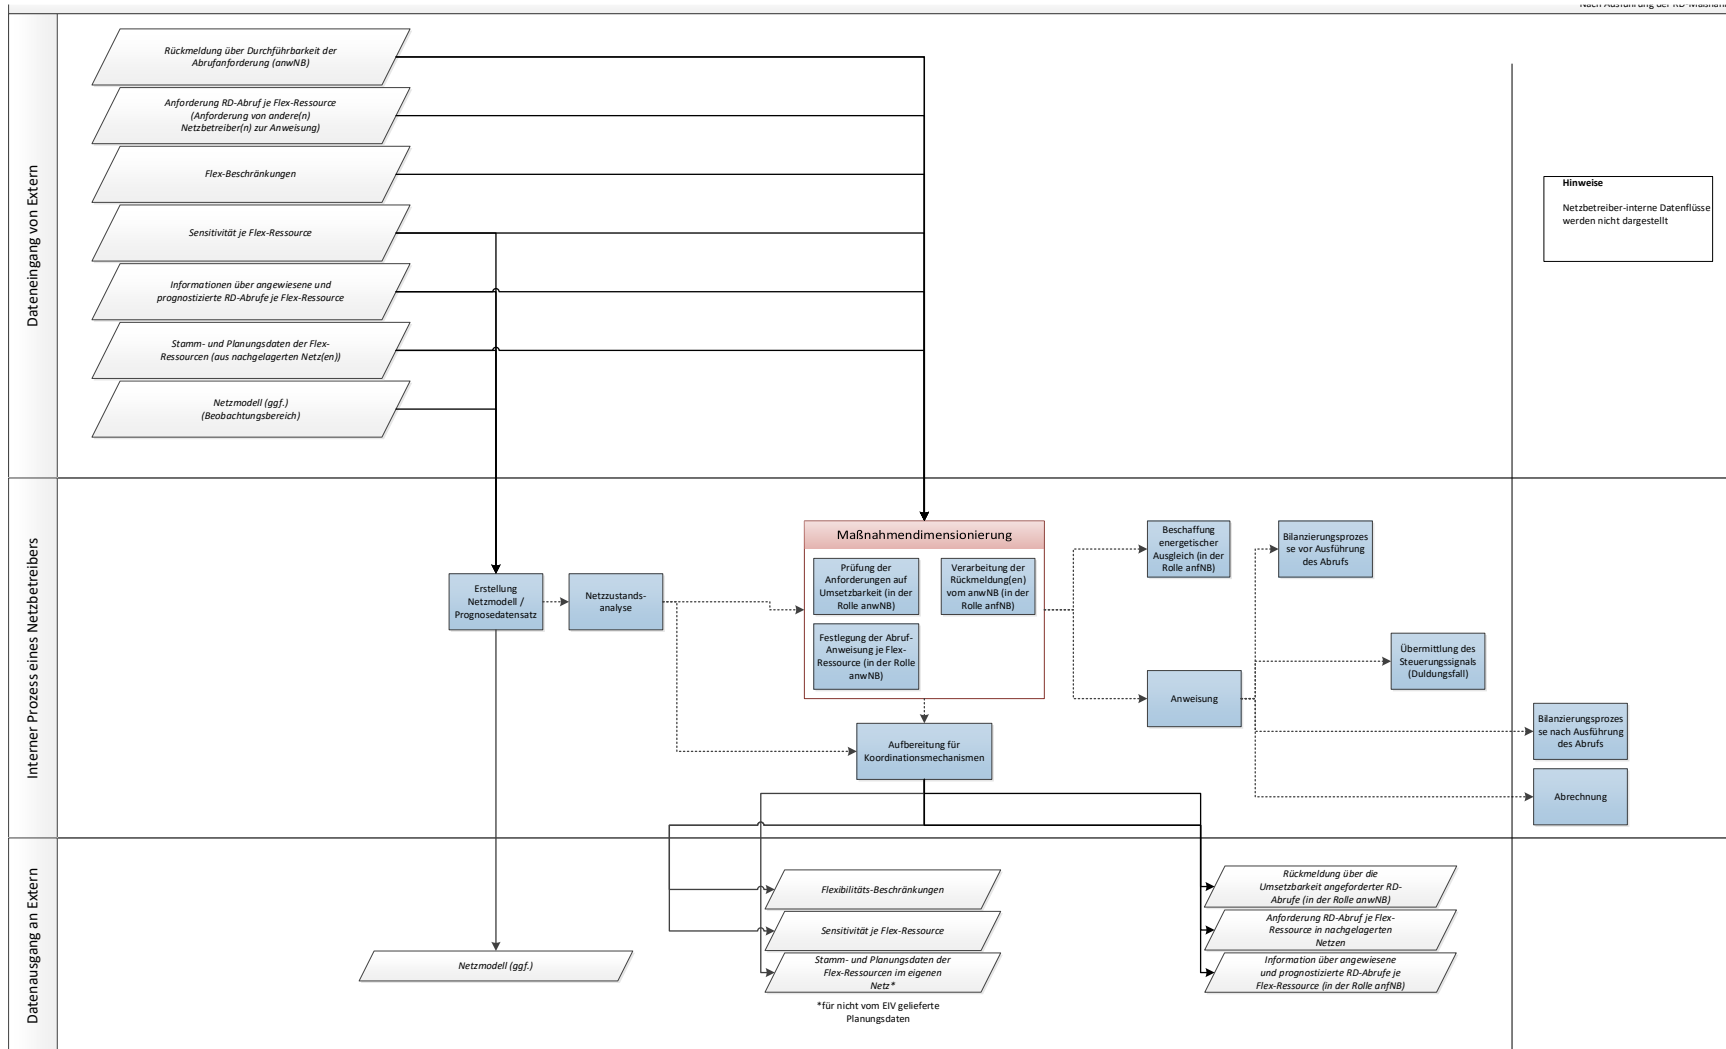 Nach Ausführung der RD-Maßnahm
Dateneingang von Extern
Rückmeldung über Durchführbarkeit der
Abrufanforderung (anwNB)
Anforderung RD-Abruf je Flex-Ressource
(Anforderung von andere(n)
Netzbetreiber(n) zur Anweisung)
Flex-Beschränkungen
Sensitivität je Flex-Ressource
Informationen über angewiesene und
prognostizierte RD-Abrufe je Flex-Ressource
Stamm- und Planungsdaten der Flex-
Ressourcen (aus nachgelagerten Netz(en))
Netzmodell (ggf.)
(Beobachtungsbereich)
Hinweise
Netzbetreiber-interne Datenflüsse
werden nicht dargestellt
Interner Prozess eines Netzbetreibers
Erstellung
Netzmodell /
Prognosedatensatz
Netzzustands-
analyse
Maßnahmendimensionierung
Prüfung der
Anforderungen auf
Umsetzbarkeit (in der
Rolle anwNB)
Verarbeitung der
Rückmeldung(en)
vom anwNB (in der
Rolle anfNB)
Festlegung der Abruf-
Anweisung je Flex-
Ressource (in der Rolle
anwNB)
Aufbereitung für
Koordinationsmechanismen
Beschaffung
energetischer
Ausgleich (in der
Rolle anfNB)
Bilanzierungsprozes
se vor Ausführung
des Abrufs
Übermittlung des
Steuerungssignals
(Duldungsfall)
Anweisung
Bilanzierungsprozes
se nach Ausführung
des Abrufs
Abrechnung
Datenausgang an Extern
Netzmodell (ggf.)
Flexibilitäts-Beschränkungen
Sensitivität je Flex-Ressource
Stamm- und Planungsdaten der
Flex-Ressourcen im eigenen
Netz*
*für nicht vom EIV gelieferte
Planungsdaten
Rückmeldung über die
Umsetzbarkeit angeforderter RD-
Abrufe (in der Rolle anwNB)
Anforderung RD-Abruf je Flex-
Ressource in nachgelagerten
Netzen
Information über angewiesene
und prognostizierte RD-Abrufe je
Flex-Ressource (in der Rolle anfNB)